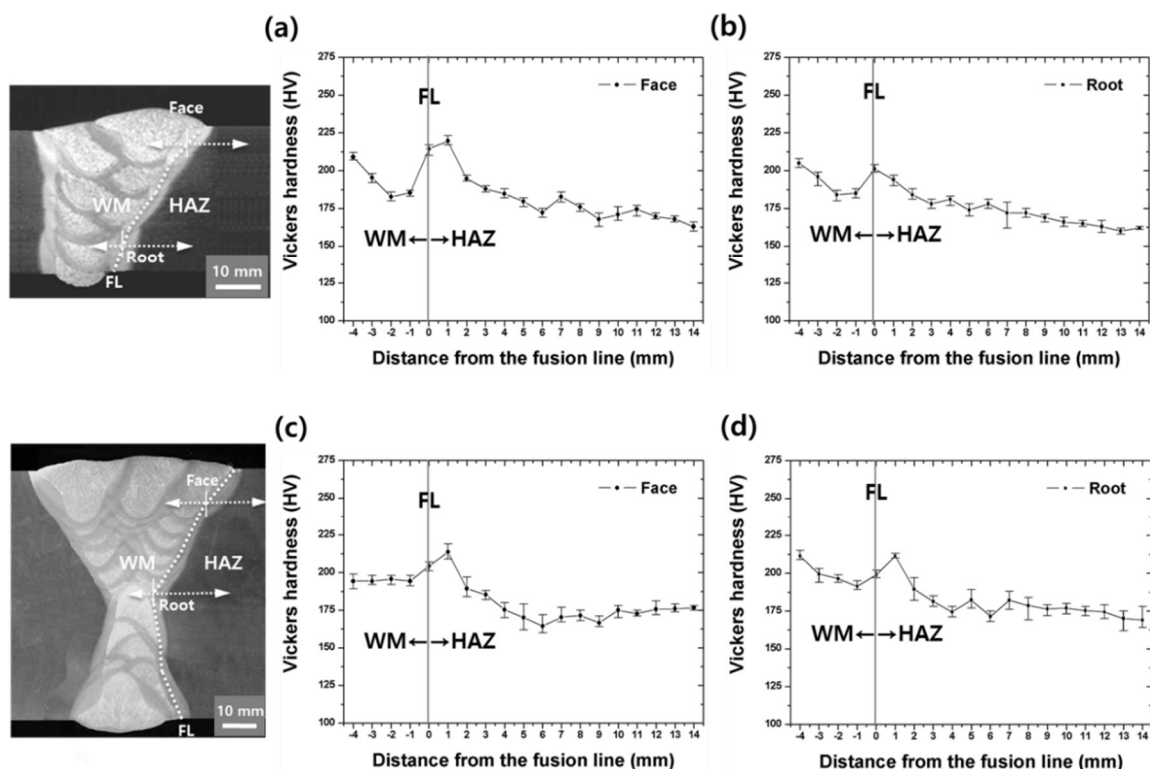 (a)
(b)
Face
WM
HAZ
Root
FL
10 mm
Vickers hardness (HV)
275
250
225
200
175
150
125
100
FL
Face
WM
HAZ
-4 -3 -2 -1 0 1 2 3 4 5 6 7 8 9 10 11 12 13 14
Distance from the fusion line (mm)
Vickers hardness (HV)
275
250
225
200
175
150
125
100
FL
Root
WM
HAZ
-4 -3 -2 -1 0 1 2 3 4 5 6 7 8 9 10 11 12 13 14
Distance from the fusion line (mm)
(c)
(d)
Face
WM
HAZ
Root
10 mm
FL
Vickers hardness (HV)
275
250
225
200
175
150
125
100
FL
Face
WM
HAZ
-4 -3 -2 -1 0 1 2 3 4 5 6 7 8 9 10 11 12 13 14
Distance from the fusion line (mm)
Vickers hardness (HV)
275
250
225
200
175
150
125
100
FL
Root
WM
HAZ
-4 -3 -2 -1 0 1 2 3 4 5 6 7 8 9 10 11 12 13 14
Distance from the fusion line (mm)